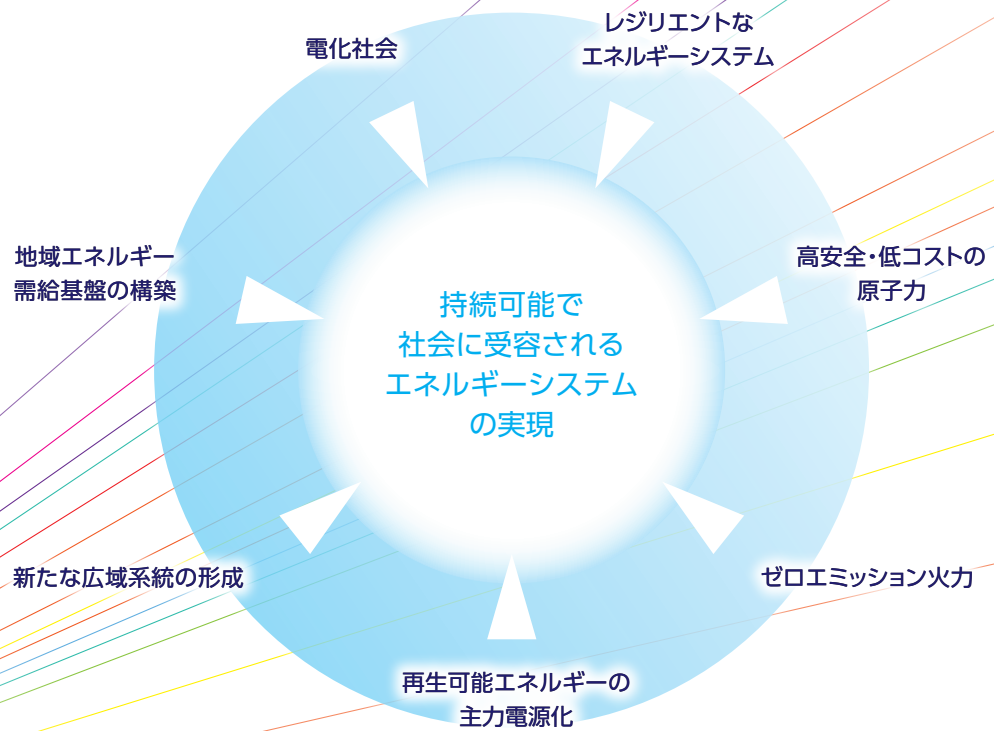 電化社会
レジリエントな
エネルギーシステム
地域エネルギー
需給基盤の構築
高安全・低コストの
原子力
持続可能で
社会に受容される
エネルギーシステム
の実現
新たな広域系統の形成
ゼロエミッション火力
再生可能エネルギーの
主力電源化